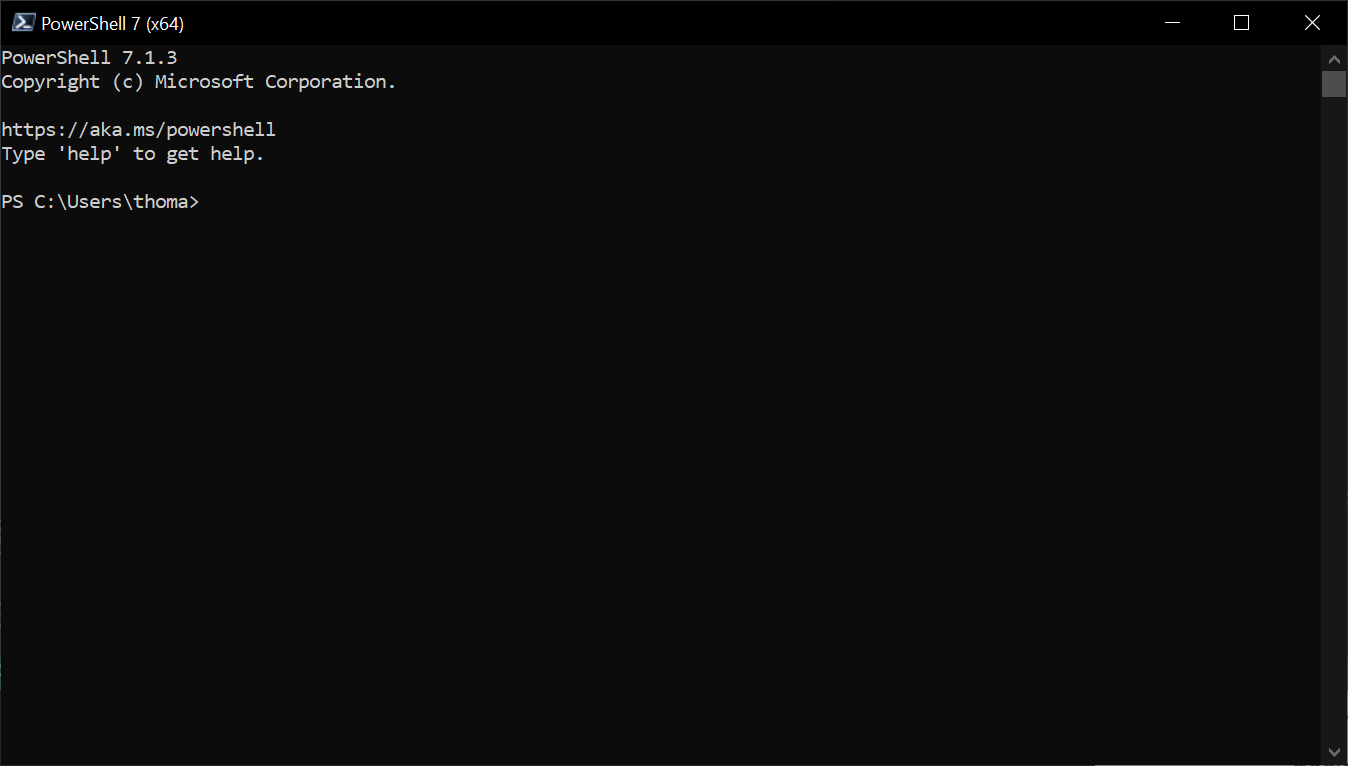 PowerShell 7 (x64)
PowerShell 7.1.3
Copyright (c) Microsoft Corporation.
https://aka.ms/powershell
Type 'help' to get help.
PS C:\Users\thoma>